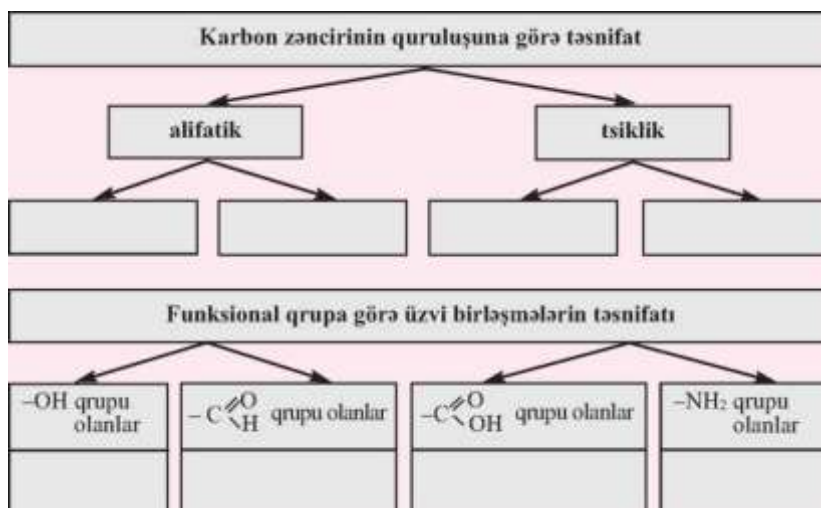 Karbon zəncirinin quruluşuna görə təsnifat
alifatik
tsiklik
Funksional qrupa görə üzvi birləşmələrin təsnifatı
–OH qrupu
olanlar
–C O H qrupu olanlar
–C O OH qrupu olanlar
–NH₂ qrupu
olanlar